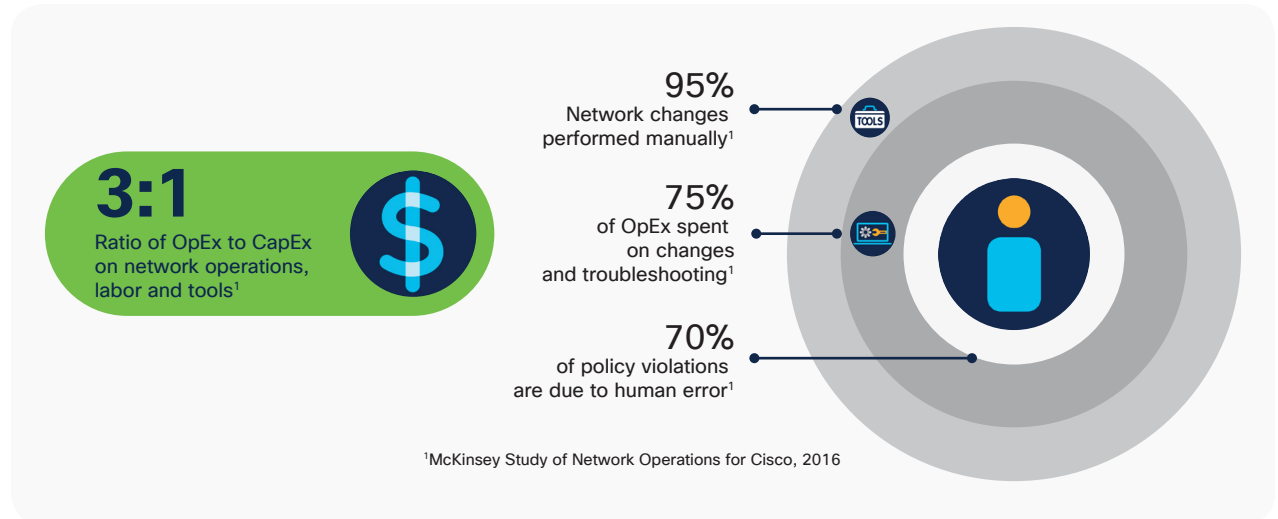 3:1
Ratio of OpEx to CapEx
on network operations,
labor and tools¹
95%
Network changes
performed manually¹
TOOLS
75%
of OpEx spent
on changes
and troubleshooting¹
70%
of policy violations
are due to human error¹
¹McKinsey Study of Network Operations for Cisco, 2016